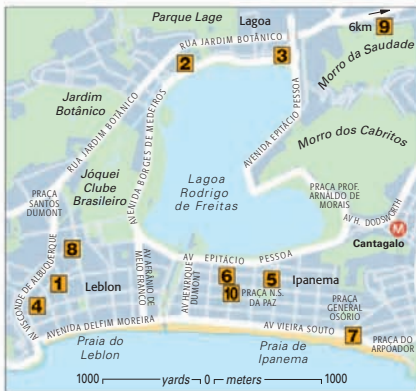 Parque Lage
Lagoa
6km
9
RUA JARDIM BOTÂNICO
3
2
Morro da Saudade
Jardim
Botânico
RUA JARDIM BOTÂNICO
AVENIDA BORGES DE MEDEIROS
AVENIDA EPITÁCIO PESSOA
Morro dos Cabritos
Jóquei
Clube
Brasileiro
Lagoa
Rodrigo
de Freitas
PRAÇA
SANTOS
DUMONT
PRAÇA PROF.
ARNALDO DE
MORAIS
AV H. DODSWORTH
M
Cantagalo
8
AV VISCONDE DE ALBUQUERQUE
AV EPITÁCIO PESSOA
1
Leblon
AV AFRÂNIO DE
MELO FRANCO
AV HENRIQUE
DUMONT
6
5
Ipanema
10
PRAÇA N.S.
DA PAZ
4
PRAÇA
GENERAL
OSÓRIO
AVENIDA DELFIM MOREIRA
AV VIEIRA SOUTO
7
PRAIA DO
ARPOADOR
Praia do
Leblon
Praia de
Ipanema
1000 yards 0 meters 1000